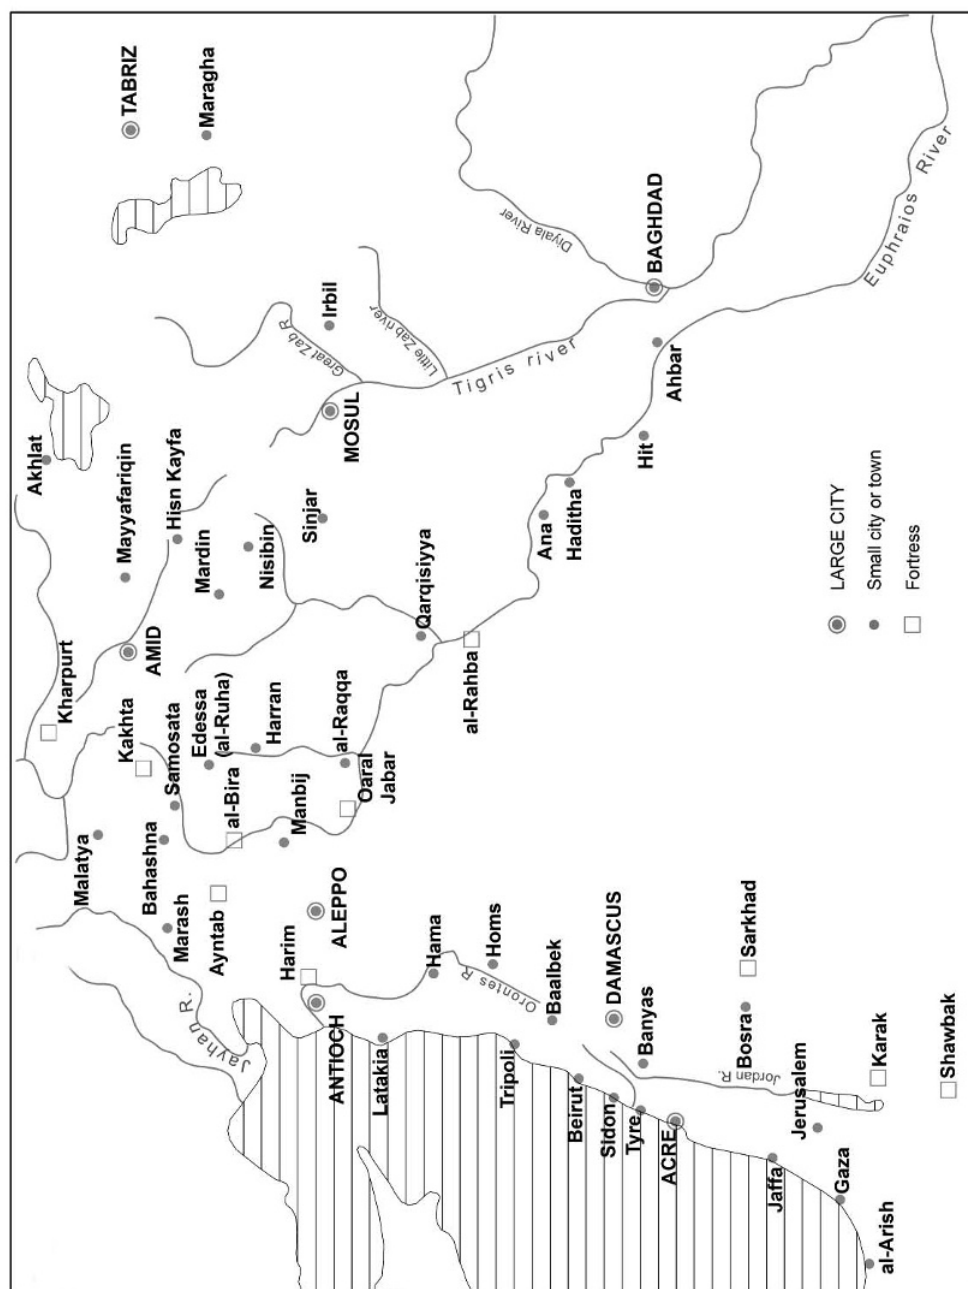 Akhlat
Kharpurt
Malatya
TABRIZ
Mayyafariqin
Kakhta
AMID
Bahashna
Samosata
Hisn Kayfa
Marash
Maragha
Mardin
Edessa
(al-Ruha)
Ayntab
al-Bira
Jayhan R.
Nisibin
Harran
Harim
Manbij
Great Zab R
Irbil
Sinjar
ALEPPO
ANTIOCH
MOSUL
al-Raqqa
Oaral
Jabar
Latakia
Little Zab river
Qarqisiyya
Hama
al-Rahba
Tigris river
Homs
Orontes R
Tripoli
Diyala River
Baalbek
Ana
Haditha
Beirut
DAMASCUS
Sidon
Tyre
Banyas
Hit
BAGHDAD
ACRE
Ahbar
Jordan R.
Bosra
Sarkhad
Jaffa
Jerusalem
Gaza
Karak
al-Arish
Euphraios River
Shawbak
LARGE CITY
Small city or town
Fortress